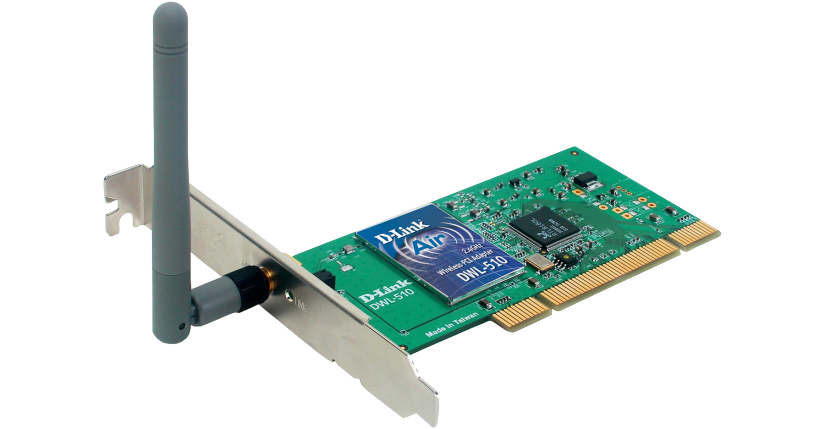 D-Link
Air
2.4GHz
Wireless PCI Adapter
DWL-510
D-Link
DWL-510
Made in Taiwan